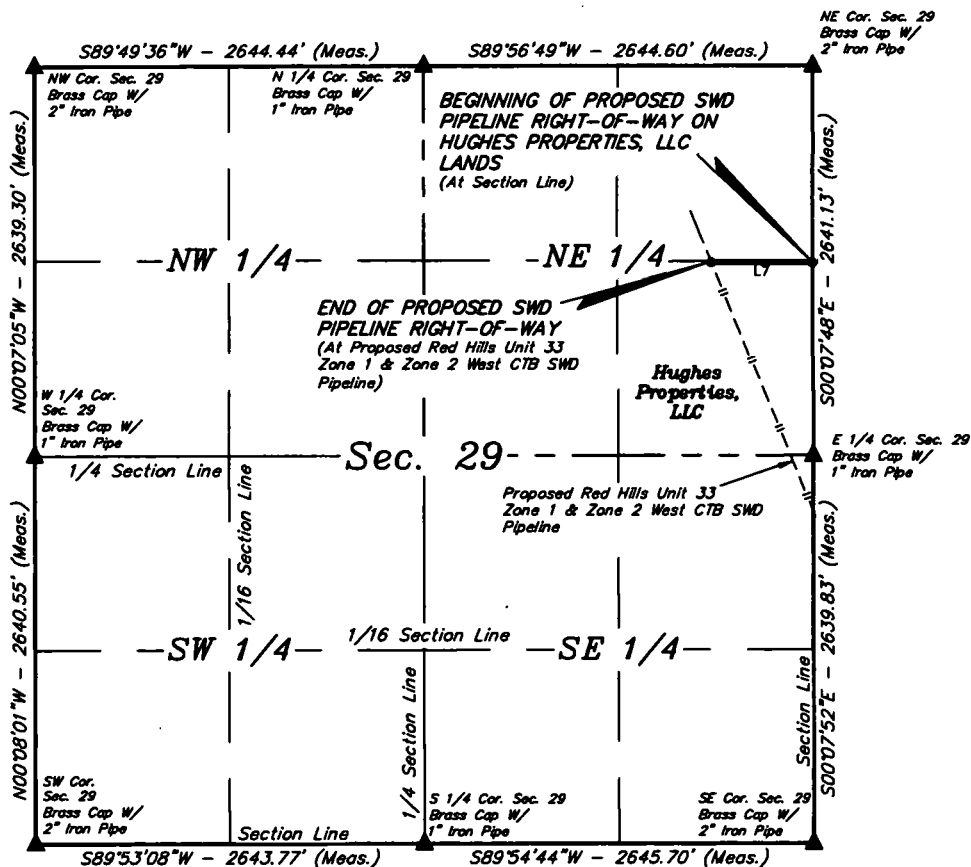 NE Cor. Sec. 29
Brass Cap W/
2" Iron Pipe
S89°49'36"W - 2644.44' (Meas.)
S89°56'49"W - 2644.60' (Meas.)
NW Cor. Sec. 29
Brass Cap W/
2" Iron Pipe
N 1/4 Cor. Sec. 29
Brass Cap W/
1" Iron Pipe
BEGINNING OF PROPOSED SWD
PIPELINE RIGHT-OF-WAY ON
HUGHES PROPERTIES, LLC
LANDS
(At Section Line)
N00°07'05"W - 2639.30' (Meas.)
S00°07'48"E - 2641.13' (Meas.)
NW 1/4
NE 1/4
L7
END OF PROPOSED SWD
PIPELINE RIGHT-OF-WAY
(At Proposed Red Hills Unit 33
Zone 1 & Zone 2 West CTB SWD
Pipeline)
Hughes
Properties,
LLC
W 1/4 Cor.
Sec. 29
Brass Cap W/
1" Iron Pipe
E 1/4 Cor. Sec. 29
Brass Cap W/
1" Iron Pipe
Sec. 29
1/4 Section Line
Proposed Red Hills Unit 33
Zone 1 & Zone 2 West CTB SWD
Pipeline
1/16 Section Line
N00°08'01"W - 2640.55' (Meas.)
S00°07'52"E - 2639.83' (Meas.)
1/16 Section Line
SW 1/4
SE 1/4
Section Line
1/4 Section Line
SW Cor.
Sec. 29
Brass Cap W/
2" Iron Pipe
S 1/4 Cor. Sec. 29
Brass Cap W/
1" Iron Pipe
SE Cor. Sec. 29
Brass Cap W/
2" Iron Pipe
Section Line
S89°53'08"W - 2643.77' (Meas.)
S89°54'44"W - 2645.70' (Meas.)